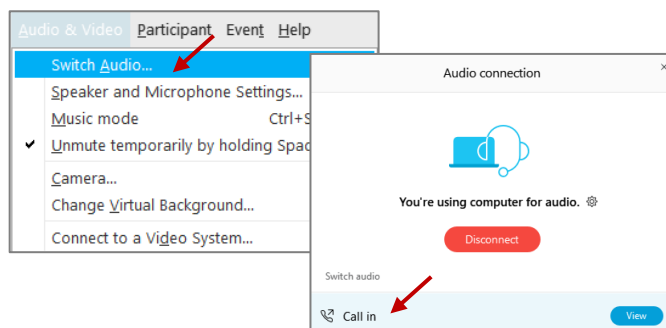 Audio & Video Participant Event Help
Switch Audio...
Speaker and Microphone Settings...
Music mode Ctrl+S
Unmute temporarily by holding Spac
Camera...
Change Virtual Background...
Connect to a Video System...
Audio connection
You're using computer for audio.
Disconnect
Switch audio
Call in View